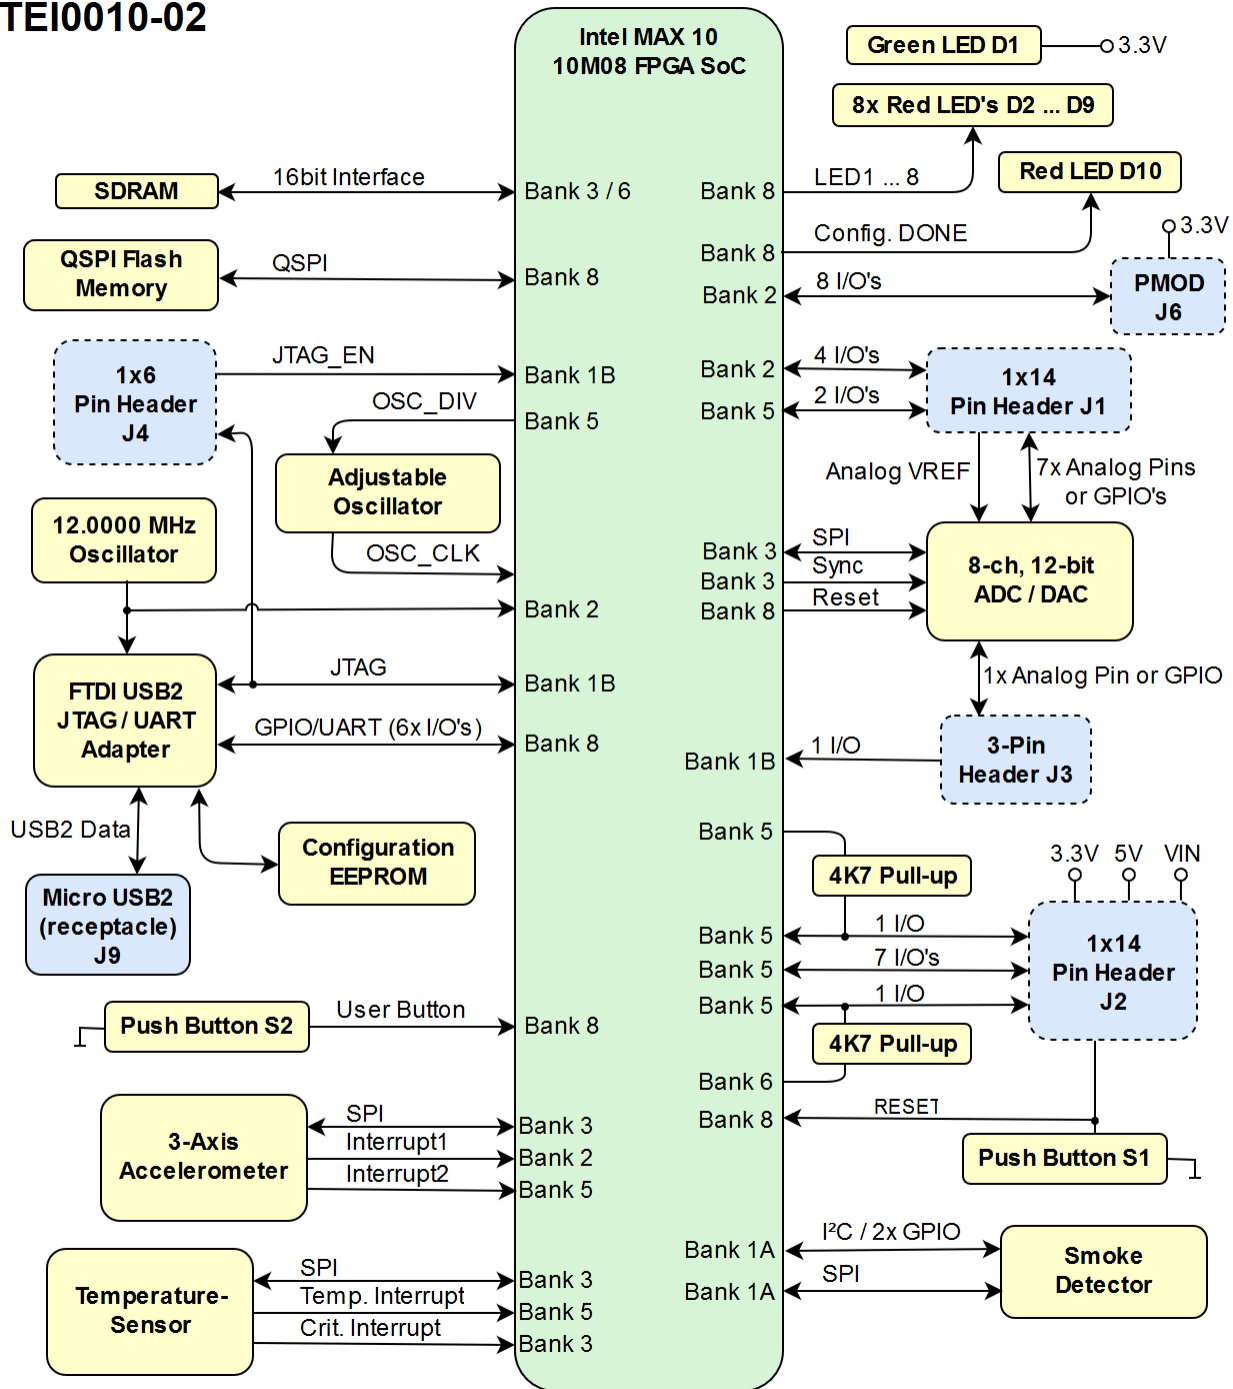 TEI0010-02
Intel MAX 10
10M08 FPGA SoC
Green LED D1
3.3V
8x Red LED's D2 ... D9
SDRAM
16bit Interface
Bank 3 / 6
Bank 8
LED1 ... 8
Red LED D10
QSPI Flash
Memory
QSPI
Bank 8
Bank 8
Config. DONE
3.3V
Bank 2
8 I/O's
PMOD
J6
1x6
Pin Header
J4
JTAG_EN
Bank 1B
OSC_DIV
Bank 5
Bank 2
4 I/O's
Bank 5
2 I/O's
1x14
Pin Header J1
Adjustable
Oscillator
OSC_CLK
Analog VREF
7x Analog Pins
or GPIO's
12.0000 MHz
Oscillator
Bank 2
Bank 3
SPI
Bank 3
Sync
Bank 8
Reset
8-ch, 12-bit
ADC / DAC
FTDI USB2
JTAG / UART
Adapter
JTAG
Bank 1B
GPIO/UART (6x I/O's)
Bank 8
1x Analog Pin or GPIO
Bank 1B
1 I/O
3-Pin
Header J3
USB2 Data
Configuration
EEPROM
Micro USB2
(receptacle)
J9
Bank 5
4K7 Pull-up
3.3V
5V
VIN
Bank 5
1 I/O
Bank 5
7 I/O's
Bank 5
1 I/O
1x14
Pin Header
J2
4K7 Pull-up
Bank 6
Bank 8
RESET
Push Button S1
Push Button S2
User Button
Bank 8
3-Axis
Accelerometer
SPI
Bank 3
Interrupt1
Bank 2
Interrupt2
Bank 5
Bank 1A
I²C / 2x GPIO
Bank 1A
SPI
Smoke
Detector
Temperature-
Sensor
SPI
Bank 3
Temp. Interrupt
Bank 5
Crit. Interrupt
Bank 3